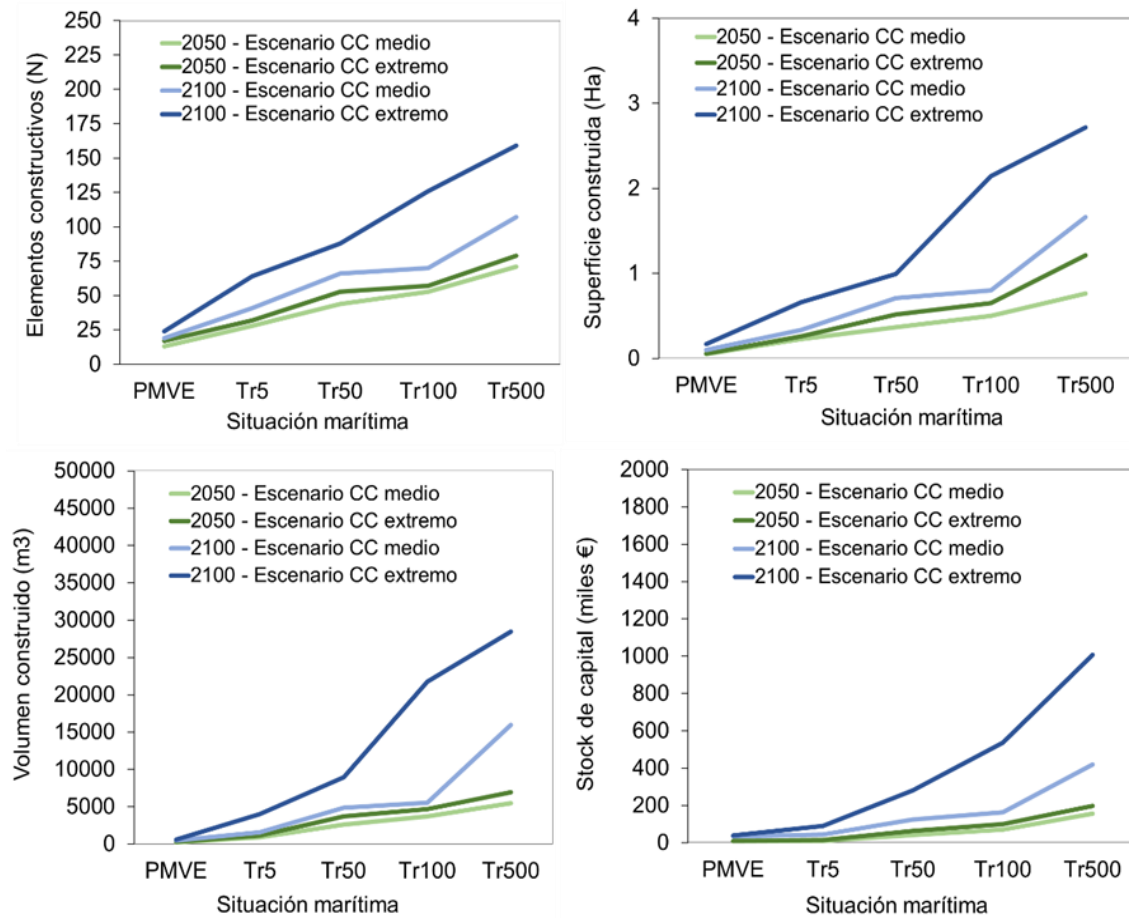 Elementos constructivos (N)
250
225
200
175
150
125
100
75
50
25
0
2050 - Escenario CC medio
2050 - Escenario CC extremo
2100 - Escenario CC medio
2100 - Escenario CC extremo
PMVE Tr5 Tr50 Tr100 Tr500
Situación marítima
Superficie construida (Ha)
4
3
2
1
0
2050 - Escenario CC medio
2050 - Escenario CC extremo
2100 - Escenario CC medio
2100 - Escenario CC extremo
PMVE Tr5 Tr50 Tr100 Tr500
Situación marítima
Volumen construido (m3)
50000
45000
40000
35000
30000
25000
20000
15000
10000
5000
0
2050 - Escenario CC medio
2050 - Escenario CC extremo
2100 - Escenario CC medio
2100 - Escenario CC extremo
PMVE Tr5 Tr50 Tr100 Tr500
Situación marítima
Stock de capital (miles €)
2000
1800
1600
1400
1200
1000
800
600
400
200
0
2050 - Escenario CC medio
2050 - Escenario CC extremo
2100 - Escenario CC medio
2100 - Escenario CC extremo
PMVE Tr5 Tr50 Tr100 Tr500
Situación marítima